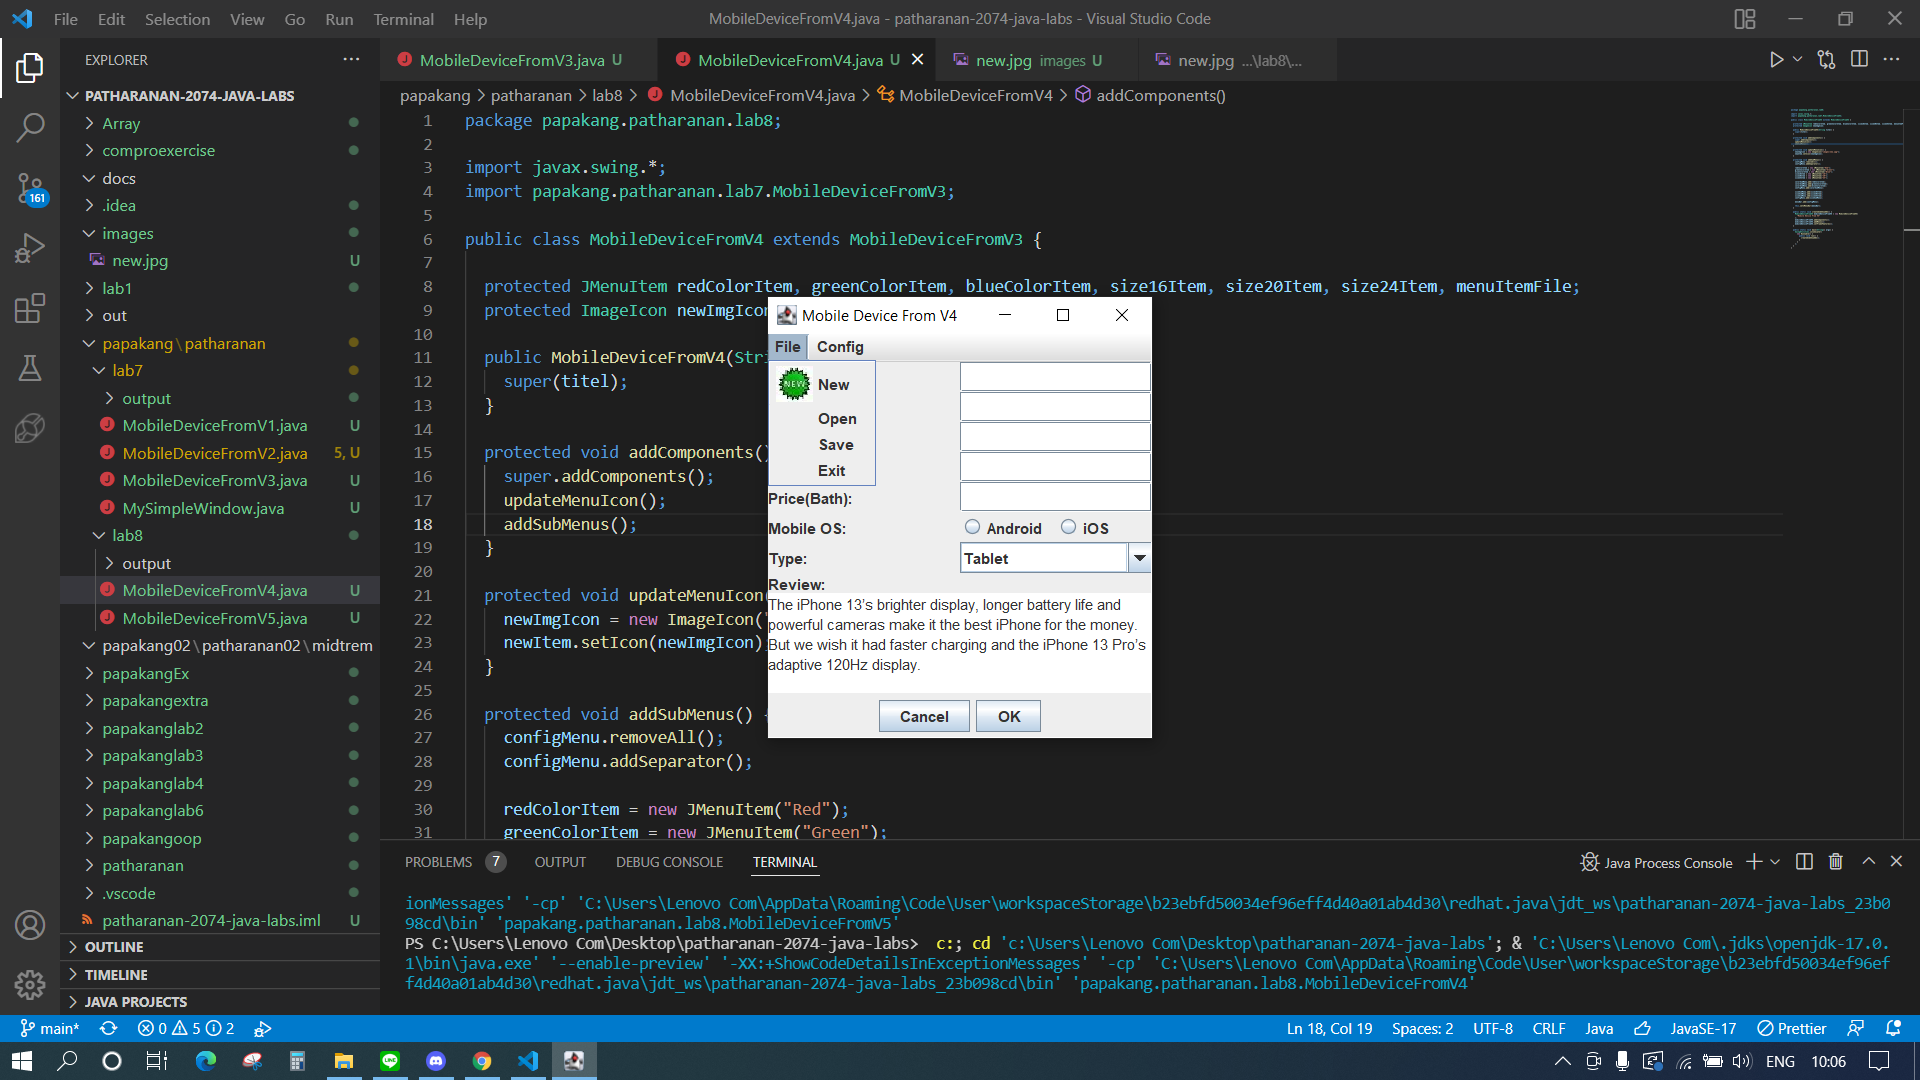 File Edit Selection View Go Run Terminal Help
MobileDeviceFromV4.java - patharanan-2074-java-labs - Visual Studio Code
EXPLORER
PATHARANAN-2074-JAVA-LABS
Array
comproexercise
docs
.idea
images
new.jpg U
lab1
out
papakang\patharanan
lab7
output
MobileDeviceFromV1.java U
MobileDeviceFromV2.java 5, U
MobileDeviceFromV3.java U
MySimpleWindow.java U
lab8
output
MobileDeviceFromV4.java U
MobileDeviceFromV5.java U
papakang02\patharanan02\midtrem
papakangEx
papakangextra
papakanglab2
papakanglab3
papakanglab4
papakanglab6
papakangoop
patharanan
.vscode
patharanan-2074-java-labs.iml U
OUTLINE
TIMELINE
JAVA PROJECTS
161
MobileDeviceFromV3.java U
MobileDeviceFromV4.java U
new.jpg images U
new.jpg ...\lab8\...
papakang > patharanan > lab8 > MobileDeviceFromV4.java > MobileDeviceFromV4 > addComponents()
1 package papakang.patharanan.lab8;
2
3 import javax.swing.*;
4 import papakang.patharanan.lab7.MobileDeviceFromV3;
5
6 public class MobileDeviceFromV4 extends MobileDeviceFromV3 {
7
8 protected JMenuItem redColorItem, greenColorItem, blueColorItem, size16Item, size20Item, size24Item, menuItemFile;
9 protected ImageIcon newImgIcon
10
11 public MobileDeviceFromV4(Stri
12 super(titel);
13 }
14
15 protected void addComponents()
16 super.addComponents();
17 updateMenuIcon();
18 addSubMenus();
19 }
20
21 protected void updateMenuIcon(
22 newImgIcon = new ImageIcon("
23 newItem.setIcon(newImgIcon)
24 }
25
26 protected void addSubMenus() {
27 configMenu.removeAll();
28 configMenu.addSeparator();
29
30 redColorItem = new JMenuItem("Red");
31 greenColorItem = new JMenuItem("Green");
Mobile Device From V4
File Config
NEW New
Open
Save
Exit
Price(Bath):
Mobile OS: Android iOS
Type: Tablet
Review:
The iPhone 13's brighter display, longer battery life and
powerful cameras make it the best iPhone for the money.
But we wish it had faster charging and the iPhone 13 Pro's
adaptive 120Hz display.
Cancel OK
PROBLEMS 7 OUTPUT DEBUG CONSOLE TERMINAL
Java Process Console
ionMessages' '-cp' 'C:\Users\Lenovo Com\AppData\Roaming\Code\User\workspaceStorage\b23ebfd50034ef96eff4d40a01ab4d30\redhat.java\jdt_ws\patharanan-2074-java-labs_23b0
98cd\bin' 'papakang.patharanan.lab8.MobileDeviceFromV5'
PS C:\Users\Lenovo Com\Desktop\patharanan-2074-java-labs> c:; cd 'c:\Users\Lenovo Com\Desktop\patharanan-2074-java-labs'; & 'C:\Users\Lenovo Com\.jdks\openjdk-17.0.
1\bin\java.exe' '--enable-preview' '-XX:+ShowCodeDetailsInExceptionMessages' '-cp' 'C:\Users\Lenovo Com\AppData\Roaming\Code\User\workspaceStorage\b23ebfd50034ef96ef
f4d40a01ab4d30\redhat.java\jdt_ws\patharanan-2074-java-labs_23b098cd\bin' 'papakang.patharanan.lab8.MobileDeviceFromV4'
main* 0 5 2
Ln 18, Col 19 Spaces: 2 UTF-8 CRLF Java JavaSE-17 Prettier
ENG 10:06